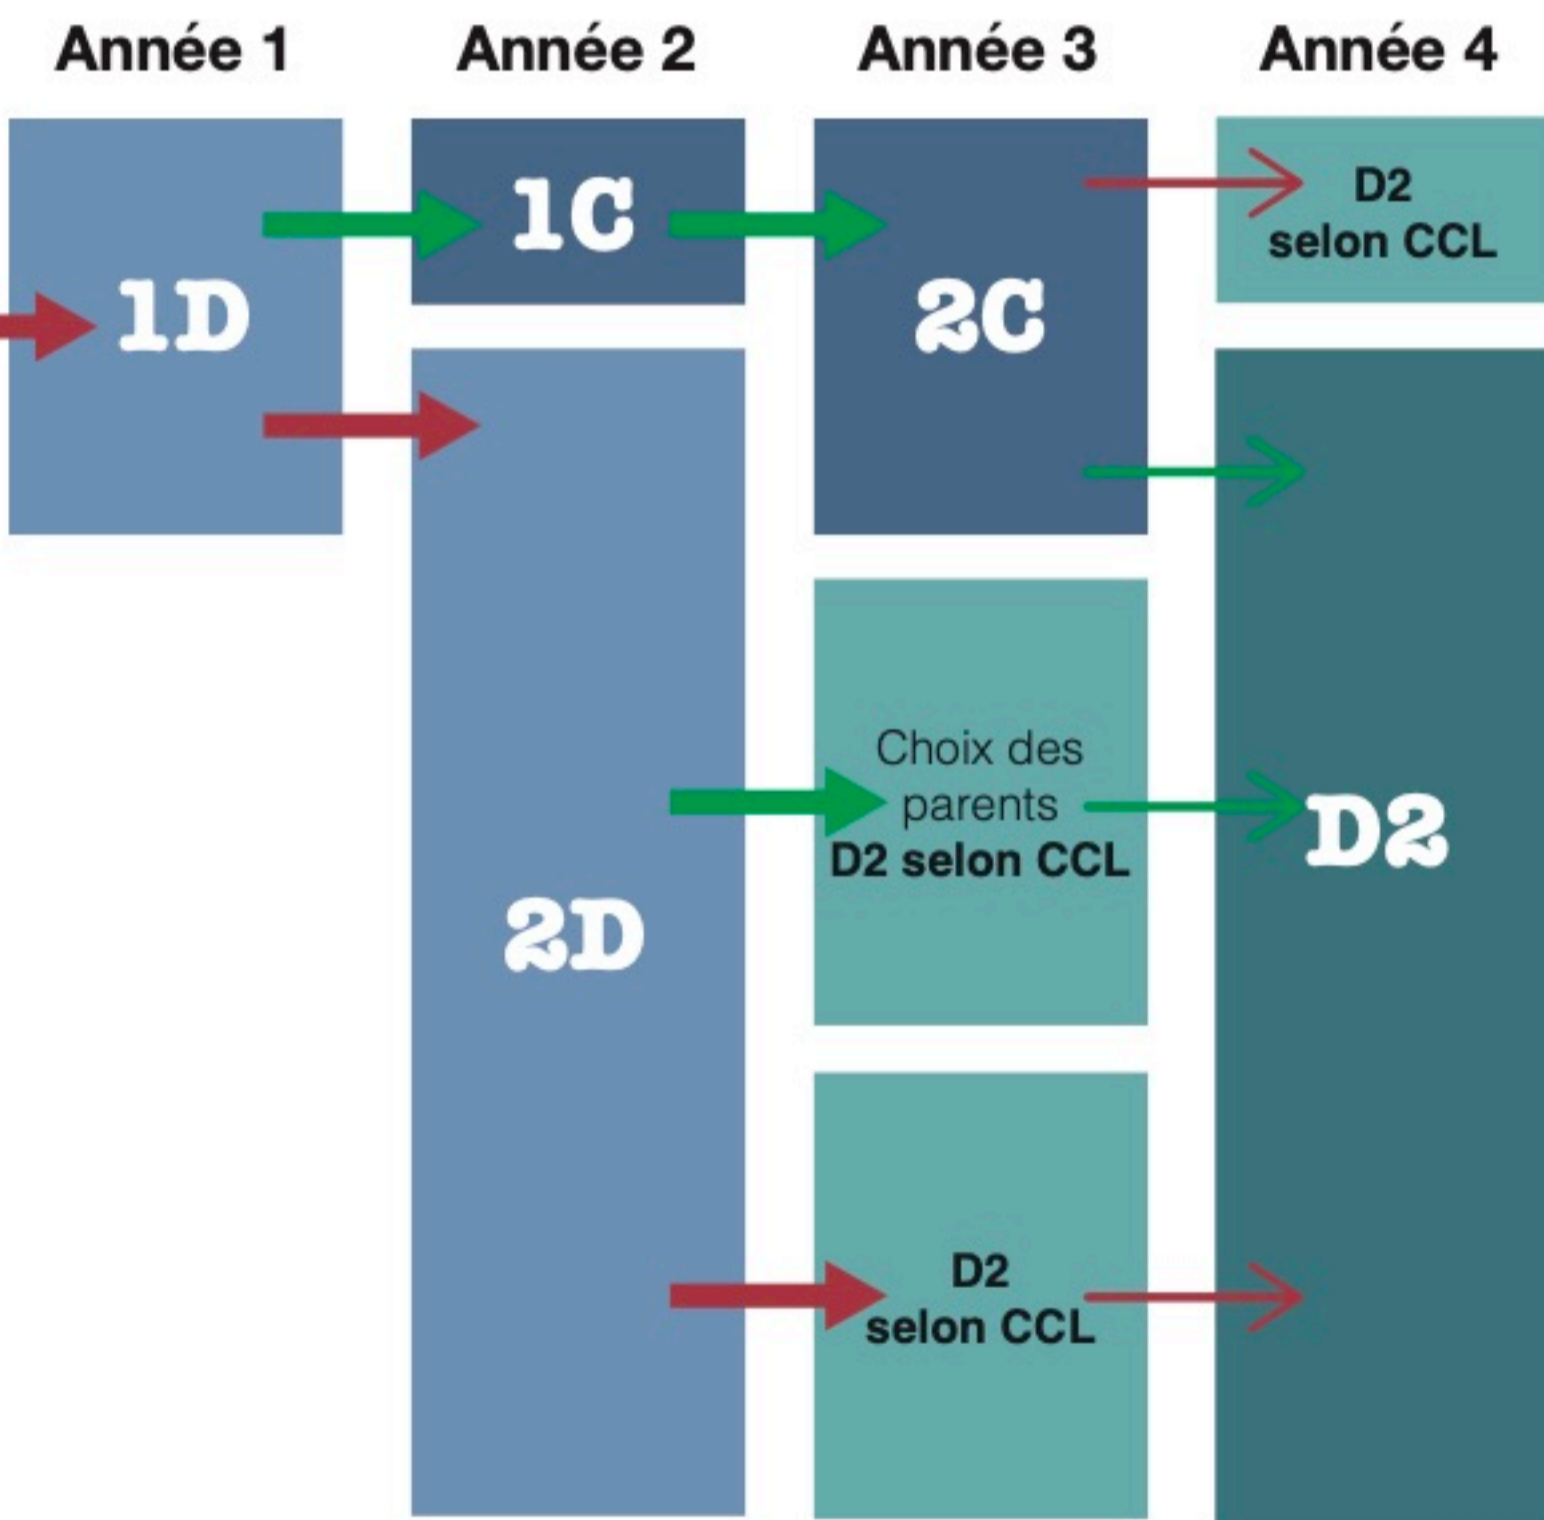 Année 1
Année 2
Année 3
Année 4
1D
1C
2C
D2
selon CCL
2D
Choix des
parents
D2 selon CCL
D2
selon CCL
D2